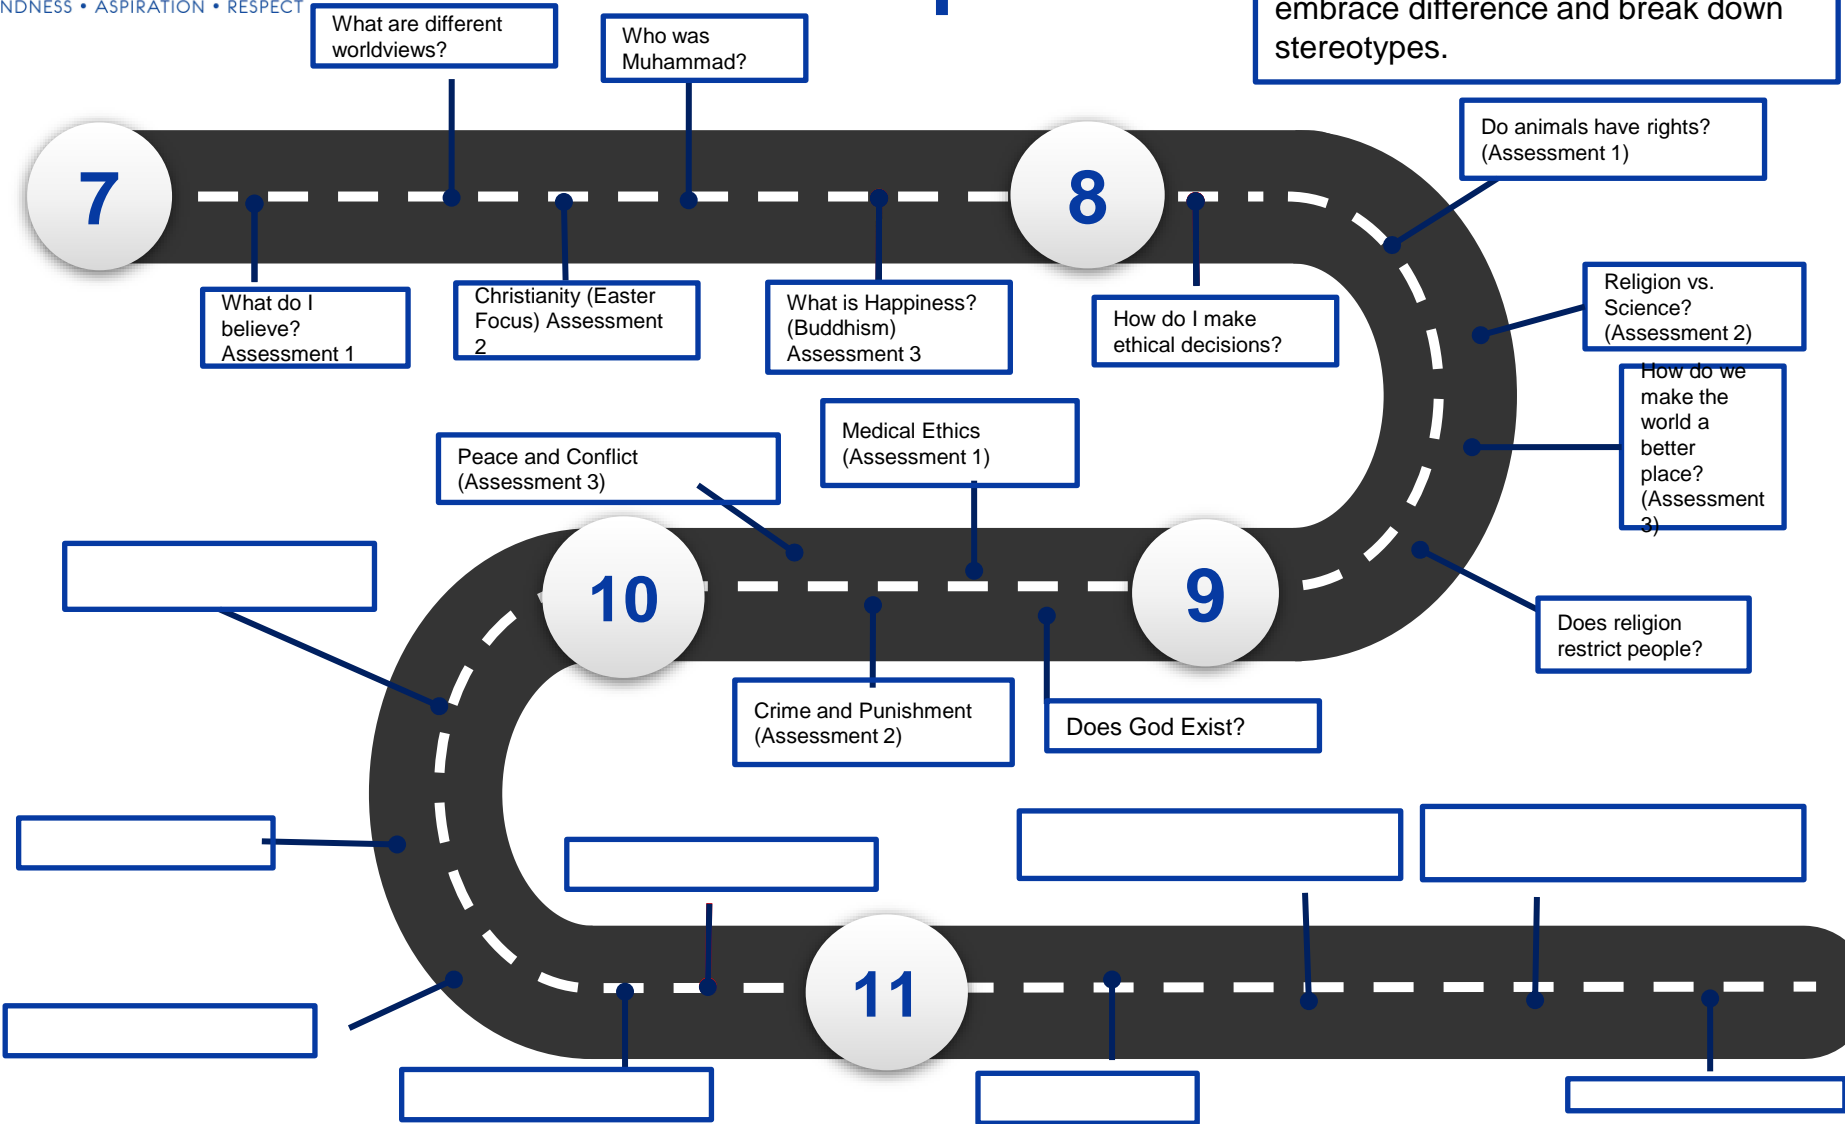 NDNESS • ASPIRATION • RESPECT
embrace difference and break down
stereotypes.
What are different
worldviews?
Who was
Muhammad?
7
8
Do animals have rights?
(Assessment 1)
What do I
believe?
Assessment 1
Christianity (Easter
Focus) Assessment
2
What is Happiness?
(Buddhism)
Assessment 3
How do I make
ethical decisions?
Religion vs.
Science?
(Assessment 2)
How do we
make the
world a
better
place?
(Assessment
3)
Does religion
restrict people?
9
Does God Exist?
Medical Ethics
(Assessment 1)
Crime and Punishment
(Assessment 2)
Peace and Conflict
(Assessment 3)
10
11